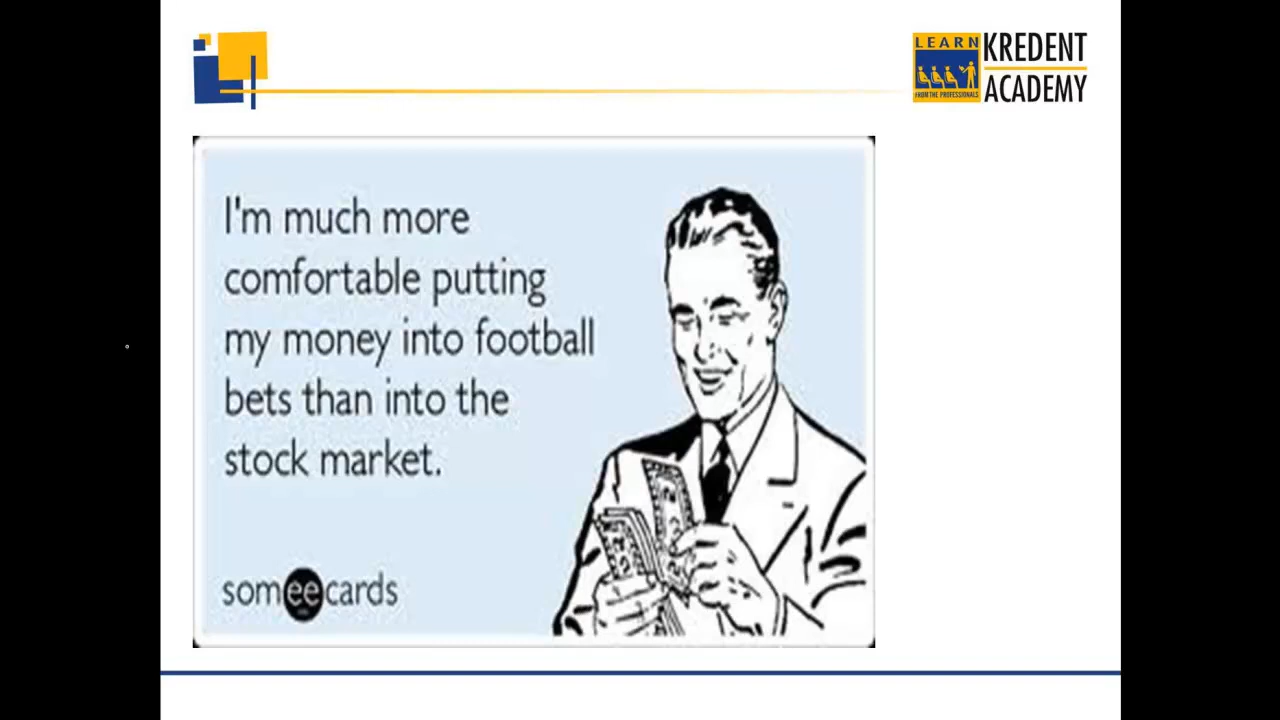 LEARN
FROM THE PROFESSIONALS
KREDENT
ACADEMY
I'm much more
comfortable putting
my money into football
bets than into the
stock market.
someecards